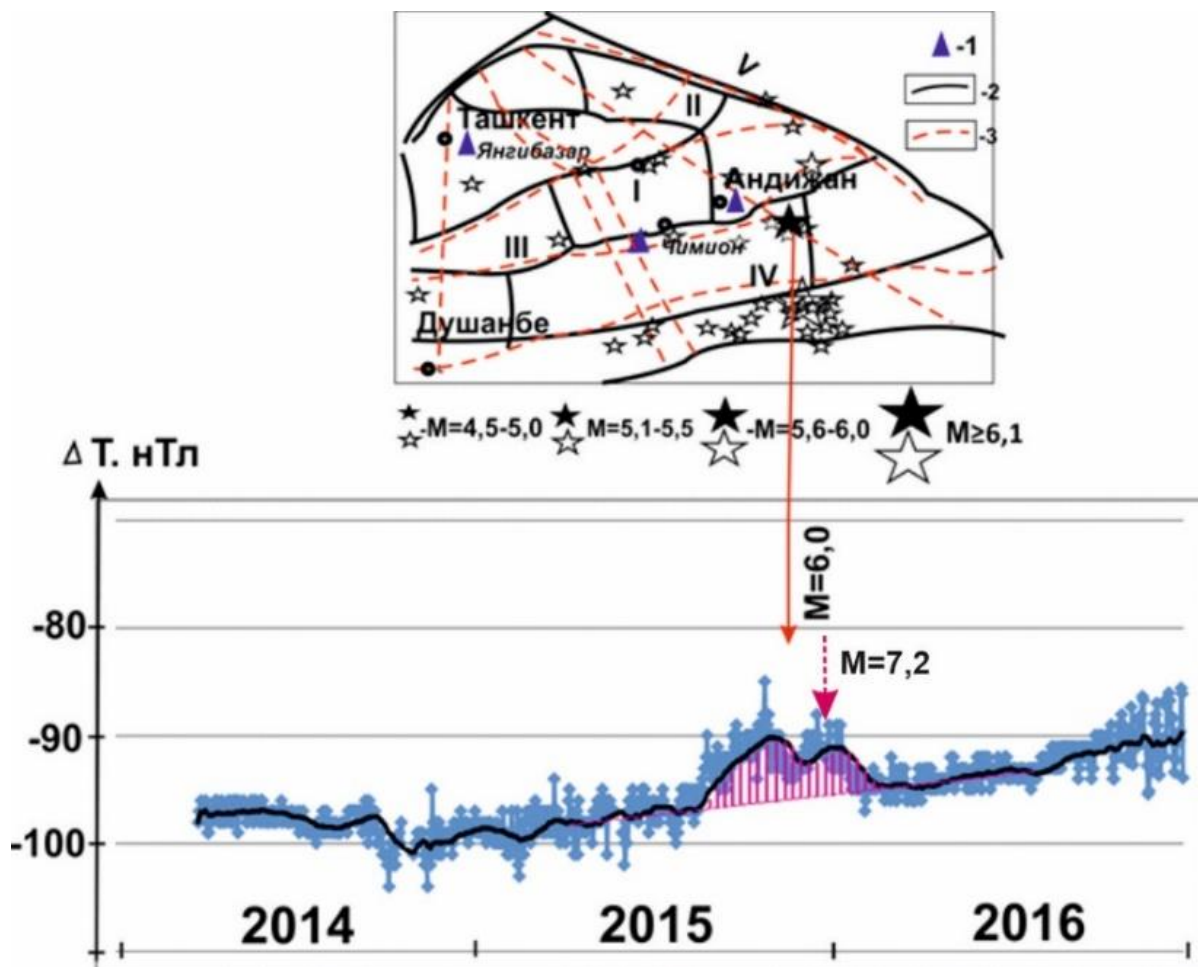 V
-1
-2
-3
II
Ташкент
Янгибазар
I
Андижан
III
Чимион
IV
Душанбе
-M=4,5-5,0
M=5,1-5,5
-M=5,6-6,0
M≥6,1
Δ T. нТл
M=6,0
M=7,2
-80
-90
-100
2014
2015
2016